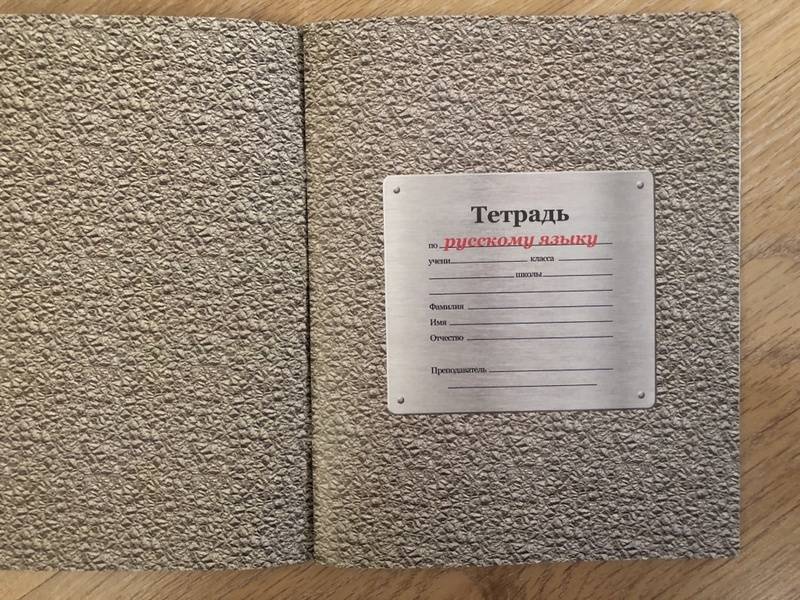 Тетрадь
по русскому языку
учени класса
школы
Фамилия
Имя
Отчество
Преподаватель